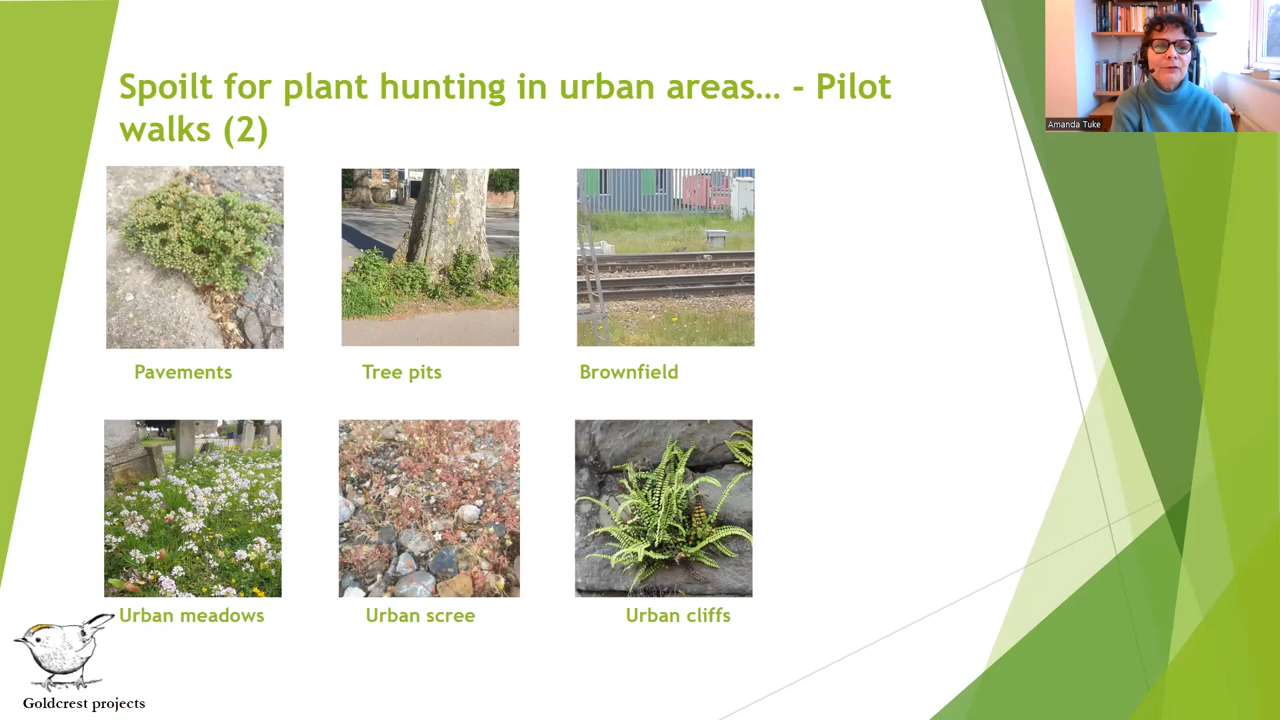 Spoilt for plant hunting in urban areas… - Pilot
walks (2)
Amanda Tuke
Pavements
Tree pits
Brownfield
Urban meadows
Urban scree
Urban cliffs
Goldcrest projects